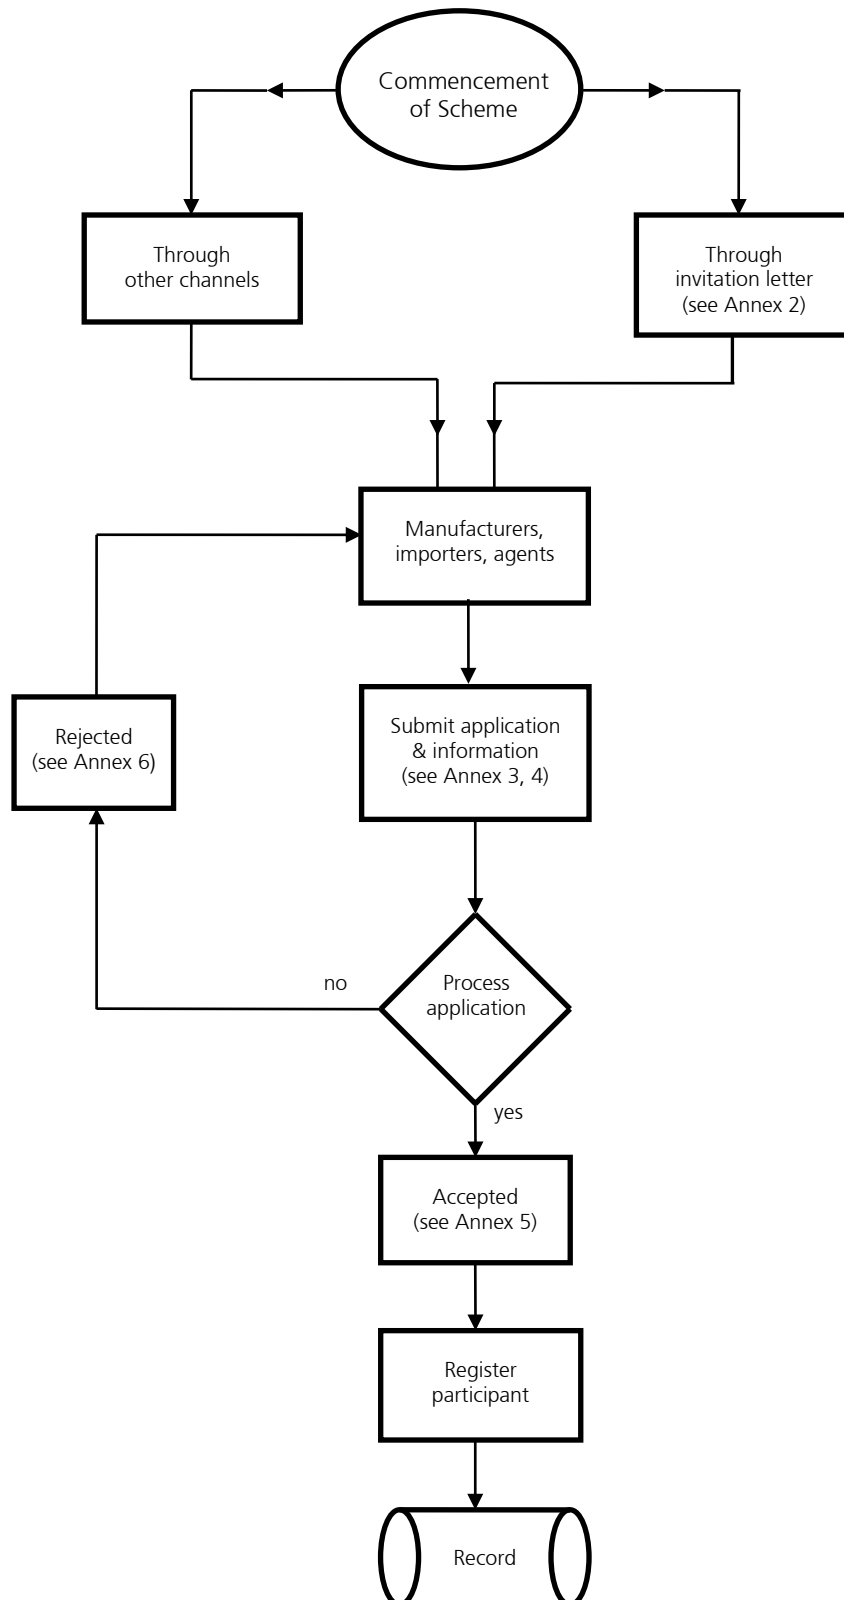 Commencement
of Scheme
Through
other channels
Through
invitation letter
(see Annex 2)
Manufacturers,
importers, agents
Rejected
(see Annex 6)
Submit application
& information
(see Annex 3, 4)
no
Process
application
yes
Accepted
(see Annex 5)
Register
participant
Record